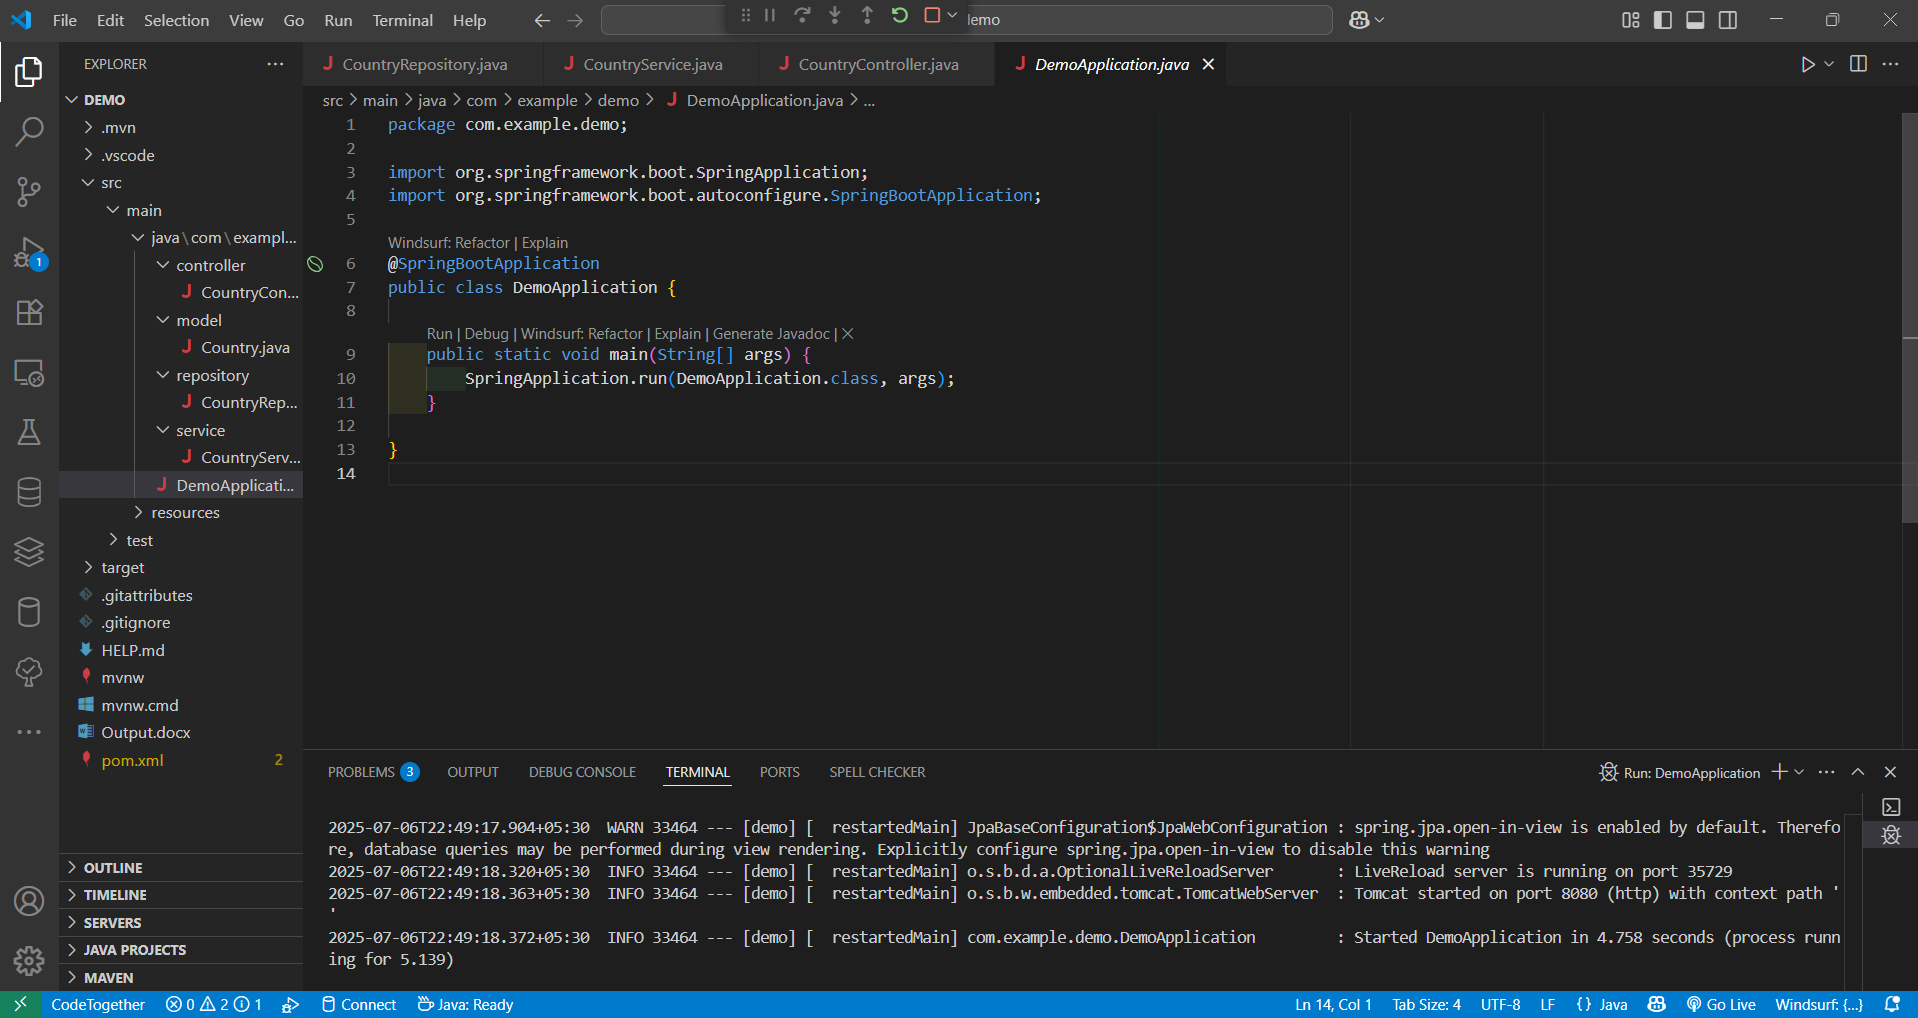 File Edit Selection View Go Run Terminal Help
emo
EXPLORER
CountryRepository.java CountryService.java CountryController.java DemoApplication.java
DEMO
.mvn
.vscode
src
main
java\com\exampl...
controller
CountryCon...
model
Country.java
repository
CountryRep...
service
CountryServ...
DemoApplicati...
resources
test
target
.gitattributes
.gitignore
HELP.md
mvnw
mvnw.cmd
Output.docx
pom.xml 2
OUTLINE
TIMELINE
SERVERS
JAVA PROJECTS
MAVEN
1
src > main > java > com > example > demo > DemoApplication.java > ...
1 package com.example.demo;
2
3 import org.springframework.boot.SpringApplication;
4 import org.springframework.boot.autoconfigure.SpringBootApplication;
5
Windsurf: Refactor | Explain
6 @SpringBootApplication
7 public class DemoApplication {
8
Run | Debug | Windsurf: Refactor | Explain | Generate Javadoc | X
9 public static void main(String[] args) {
10 SpringApplication.run(DemoApplication.class, args);
11 }
12
13 }
14
PROBLEMS 3 OUTPUT DEBUG CONSOLE TERMINAL PORTS SPELL CHECKER
Run: DemoApplication
2025-07-06T22:49:17.904+05:30 WARN 33464 --- [demo] [ restartedMain] JpaBaseConfiguration$JpaWebConfiguration : spring.jpa.open-in-view is enabled by default. Therefo
re, database queries may be performed during view rendering. Explicitly configure spring.jpa.open-in-view to disable this warning
2025-07-06T22:49:18.320+05:30 INFO 33464 --- [demo] [ restartedMain] o.s.b.d.a.OptionalLiveReloadServer : LiveReload server is running on port 35729
2025-07-06T22:49:18.363+05:30 INFO 33464 --- [demo] [ restartedMain] o.s.b.w.embedded.tomcat.TomcatWebServer : Tomcat started on port 8080 (http) with context path '
'
2025-07-06T22:49:18.372+05:30 INFO 33464 --- [demo] [ restartedMain] com.example.demo.DemoApplication : Started DemoApplication in 4.758 seconds (process runn
ing for 5.139)
CodeTogether 0 2 1 Connect Java: Ready Ln 14, Col 1 Tab Size: 4 UTF-8 LF {} Java Go Live Windsurf: {...}